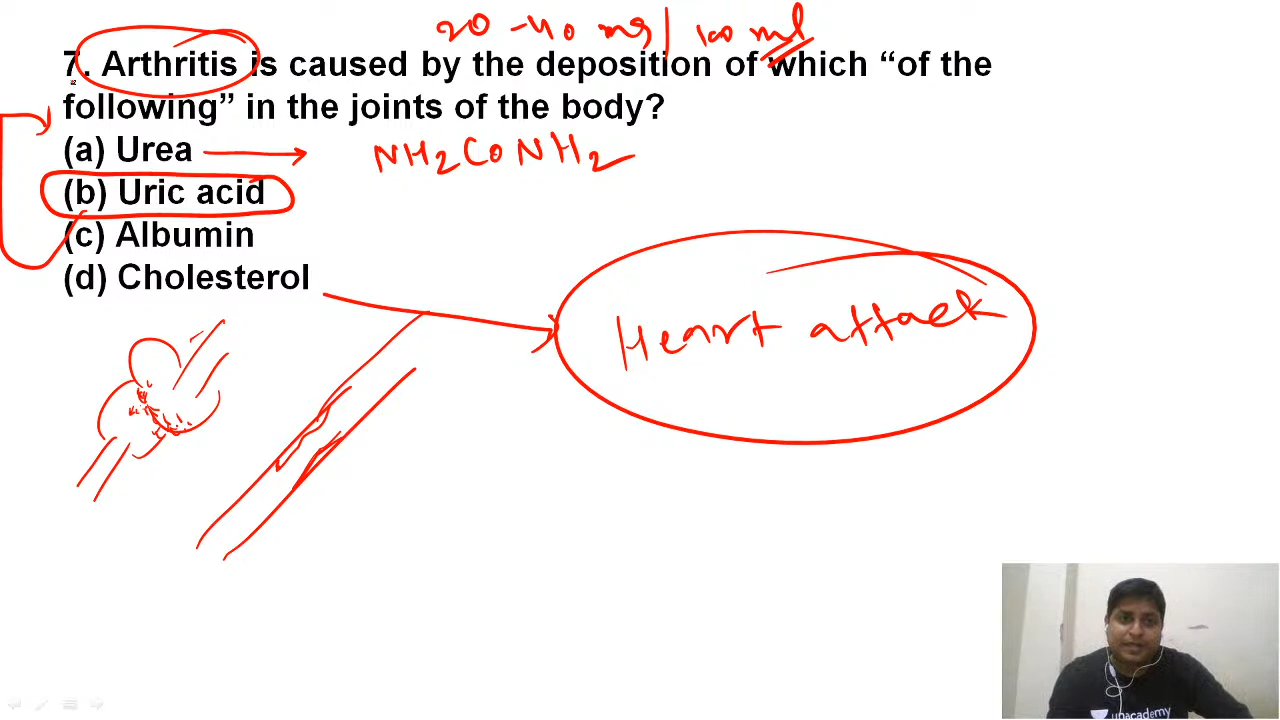 20 -40 mg/ 100 ml
7. Arthritis is caused by the deposition of which “of the
following” in the joints of the body?
(a) Urea NH2CoNH2
(b) Uric acid
(c) Albumin
(d) Cholesterol
Heart attack
unacademy